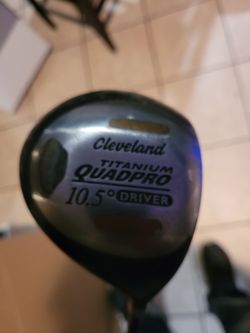 Cleveland
TITANIUM
QUADPRO
10.5° DRIVER